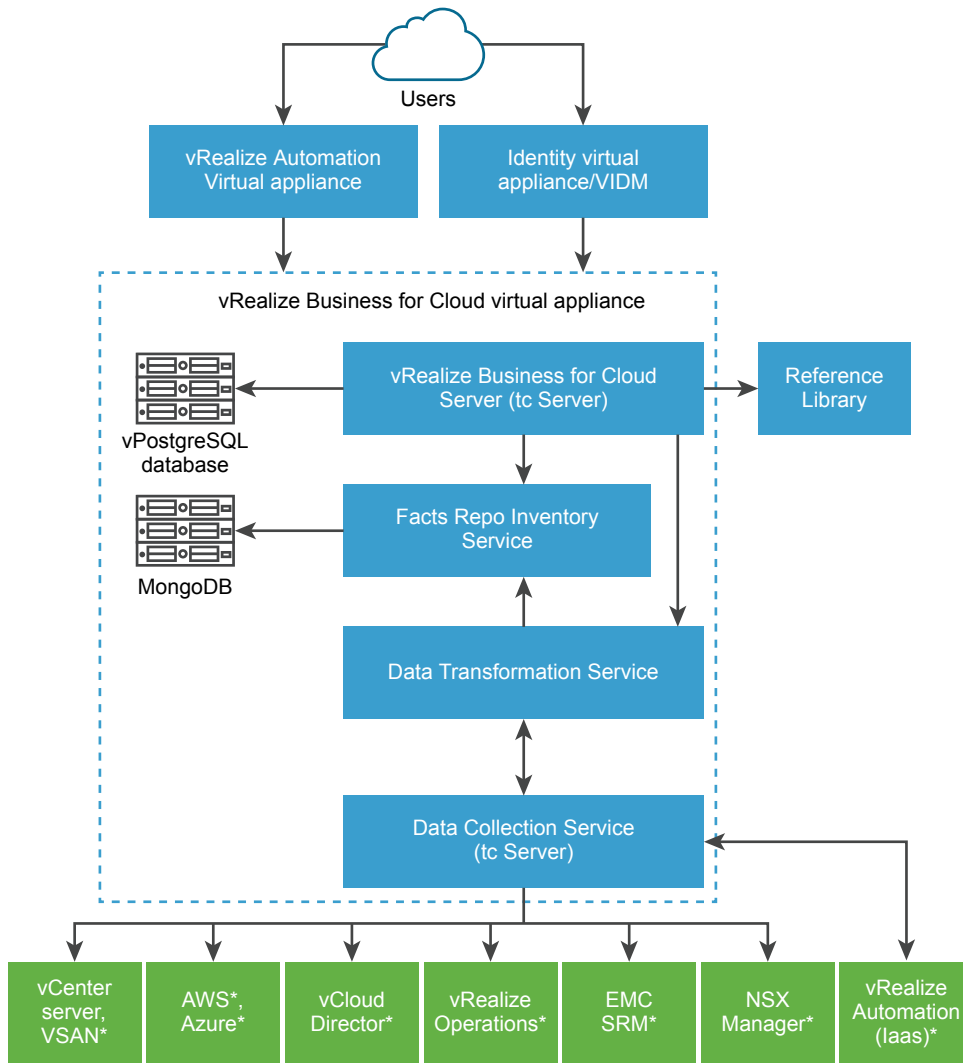 Users
vRealize Automation
Virtual appliance
Identity virtual
appliance/VIDM
vRealize Business for Cloud virtual appliance
vRealize Business for Cloud
Server (tc Server)
Reference
Library
vPostgreSQL
database
Facts Repo Inventory
Service
MongoDB
Data Transformation Service
Data Collection Service
(tc Server)
vCenter
server,
VSAN*
AWS*,
Azure*
vCloud
Director*
vRealize
Operations*
EMC
SRM*
NSX
Manager*
vRealize
Automation
(Iaas)*